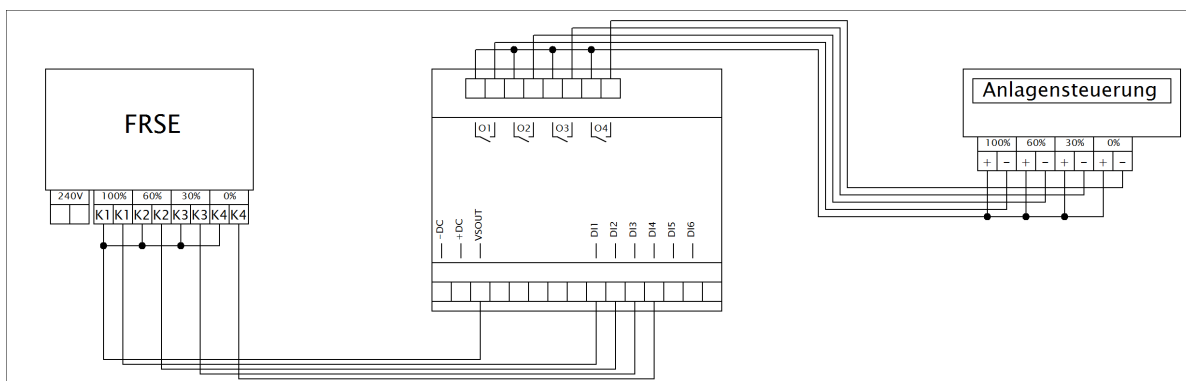 FRSE
240V 100% 60% 30% 0%
K1 K1 K2 K2 K3 K3 K4 K4
O1 O2 O3 O4
-DC +DC VSOUT DI1 DI2 DI3 DI4 DI5 DI6
Anlagensteuerung
100% 60% 30% 0%
+ - + - + - + -